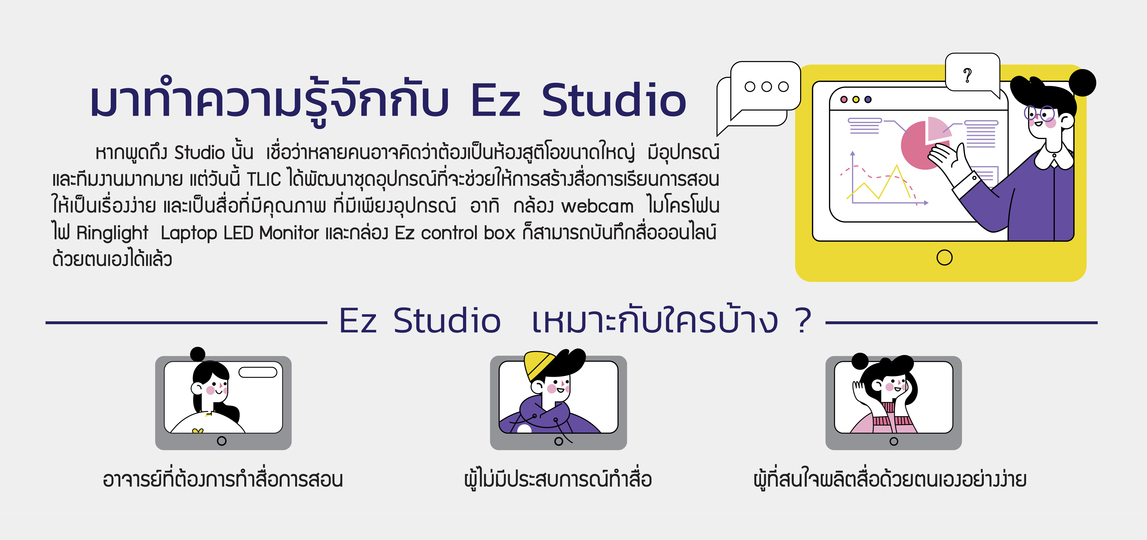 มาทำความรู้จักกับ Ez Studio
หากพูดถึง Studio นั้น เชื่อว่าหลายคนอาจคิดว่าต้องเป็นห้องสูติโอขนาดใหญ่ มีอุปกรณ์
และทีมงานมากมาย แต่วันนี้ TLIC ได้พัฒนาชุดอุปกรณ์ที่จะช่วยให้การสร้างสื่อการเรียนการสอน
ให้เป็นเรื่องง่าย และเป็นสื่อที่มีคุณภาพ ที่มีเพียงอุปกรณ์ อาทิ กล้อง webcam ไมโครโฟน
ไฟ Ringlight Laptop LED Monitor และกล่อง Ez control box ก็สามารถบันทึกสื่อออนไลน์
ด้วยตนเองได้แล้ว
?
Ez Studio เหมาะกับใครบ้าง ?
อาจารย์ที่ต้องการทำสื่อการสอน
ผู้ไม่มีประสบการณ์ทำสื่อ
ผู้ที่สนใจผลิตสื่อด้วยตนเองอย่างง่าย